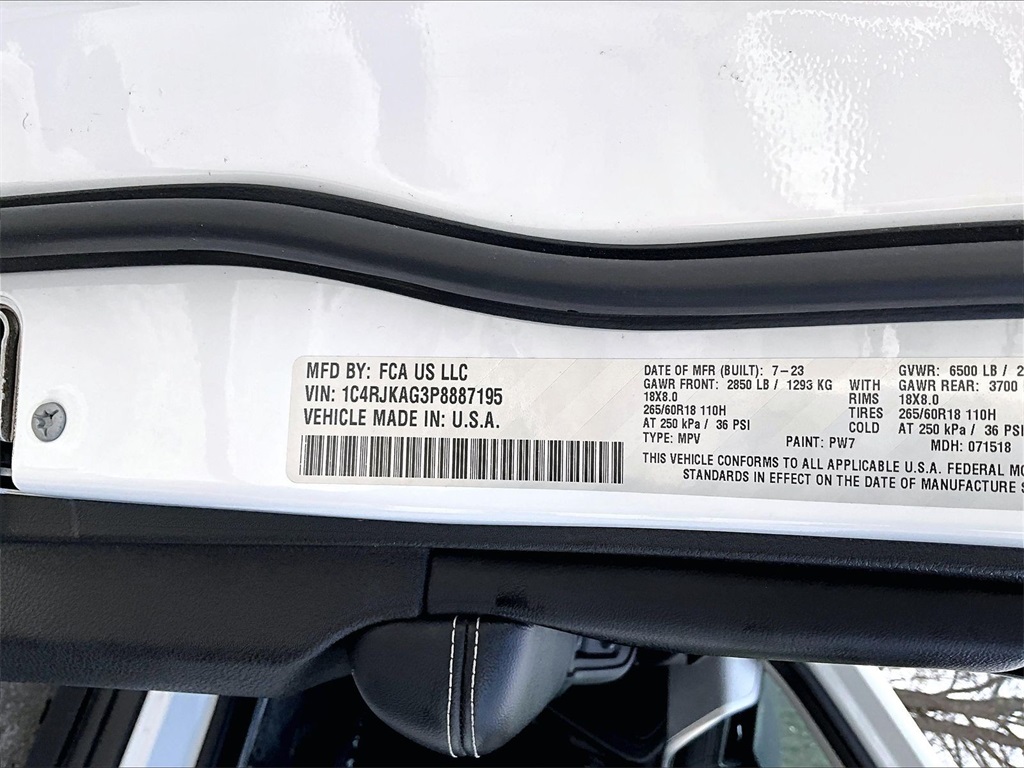 MFD BY: FCA US LLC
VIN: 1C4RJKAG3P8887195
VEHICLE MADE IN: U.S.A.
DATE OF MFR (BUILT): 7-23 GVWR: 6500 LB / 2
GAWR FRONT: 2850 LB / 1293 KG WITH GAWR REAR: 3700
18X8.0 RIMS 18X8.0
265/60R18 110H TIRES 265/60R18 110H
AT 250 kPa / 36 PSI COLD AT 250 kPa / 36 PSI
TYPE: MPV PAINT: PW7 MDH: 071518
THIS VEHICLE CONFORMS TO ALL APPLICABLE U.S.A. FEDERAL MO
STANDARDS IN EFFECT ON THE DATE OF MANUFACTURE S